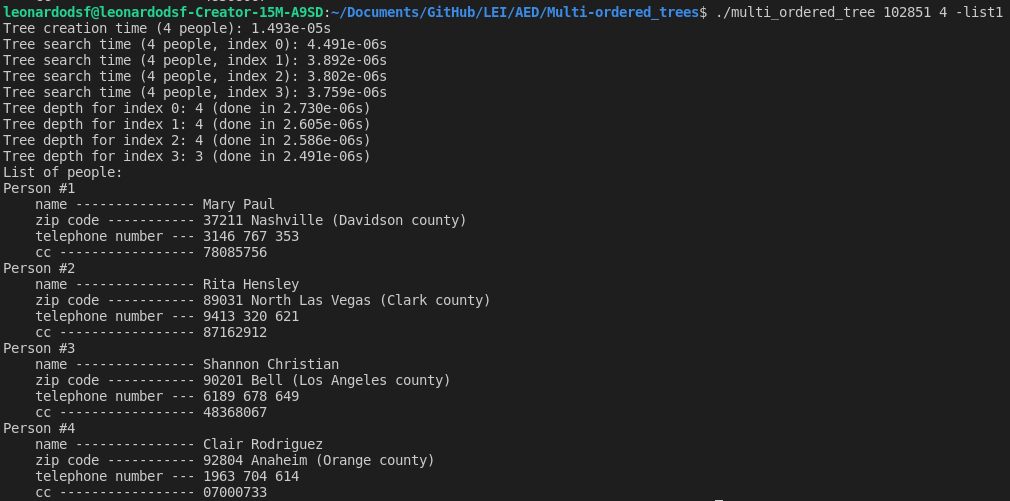 leonardodsf@leonardodsf-Creator-15M-A9SD:~/Documents/GitHub/LEI/AED/Multi-ordered_trees$ ./multi_ordered_tree 102851 4 -list1
Tree creation time (4 people): 1.493e-05s
Tree search time (4 people, index 0): 4.491e-06s
Tree search time (4 people, index 1): 3.892e-06s
Tree search time (4 people, index 2): 3.802e-06s
Tree search time (4 people, index 3): 3.759e-06s
Tree depth for index 0: 4 (done in 2.730e-06s)
Tree depth for index 1: 4 (done in 2.605e-06s)
Tree depth for index 2: 4 (done in 2.586e-06s)
Tree depth for index 3: 3 (done in 2.491e-06s)
List of people:
Person #1
    name --------------- Mary Paul
    zip code ----------- 37211 Nashville (Davidson county)
    telephone number --- 3146 767 353
    cc ----------------- 78085756
Person #2
    name --------------- Rita Hensley
    zip code ----------- 89031 North Las Vegas (Clark county)
    telephone number --- 9413 320 621
    cc ----------------- 87162912
Person #3
    name --------------- Shannon Christian
    zip code ----------- 90201 Bell (Los Angeles county)
    telephone number --- 6189 678 649
    cc ----------------- 48368067
Person #4
    name --------------- Clair Rodriguez
    zip code ----------- 92804 Anaheim (Orange county)
    telephone number --- 1963 704 614
    cc ----------------- 07000733